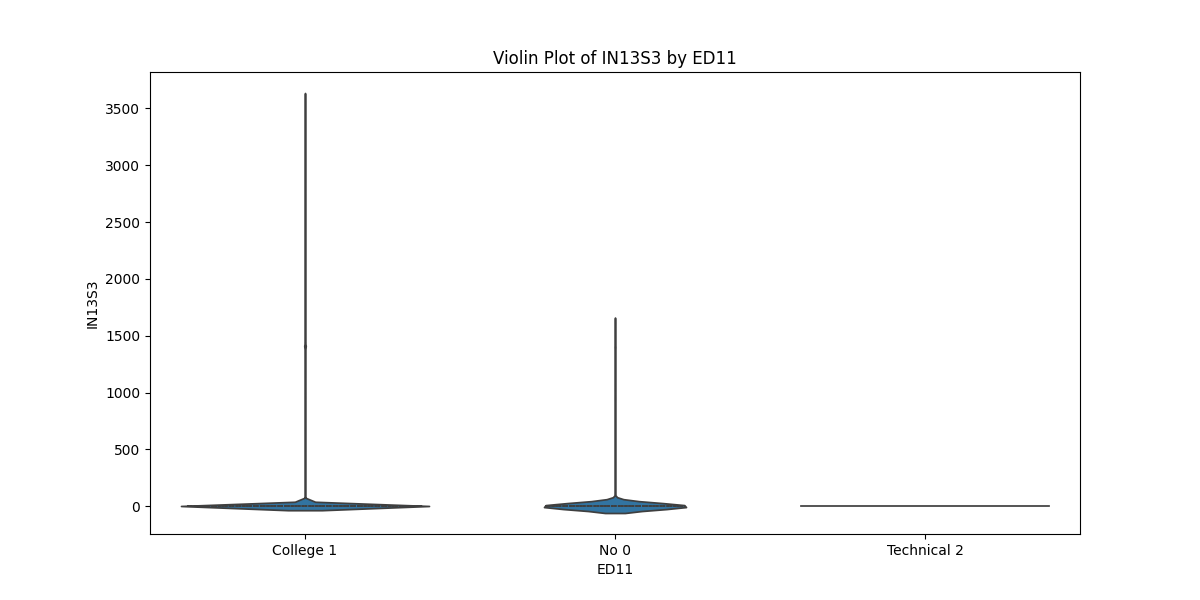 Violin Plot of IN13S3 by ED11
3500
3000
2500
2000
1500
1000
500
0
IN13S3
College 1
No 0
Technical 2
ED11